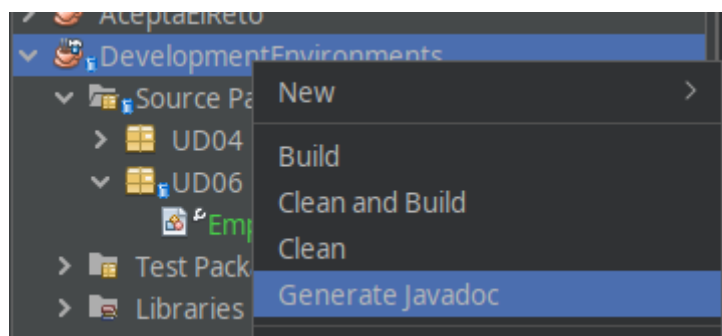 AceptaElReto
DevelopmentEnvironments
Source Pa
New
UD04
Build
UD06
Clean and Build
Emp
Clean
Test Pack
Generate Javadoc
Libraries